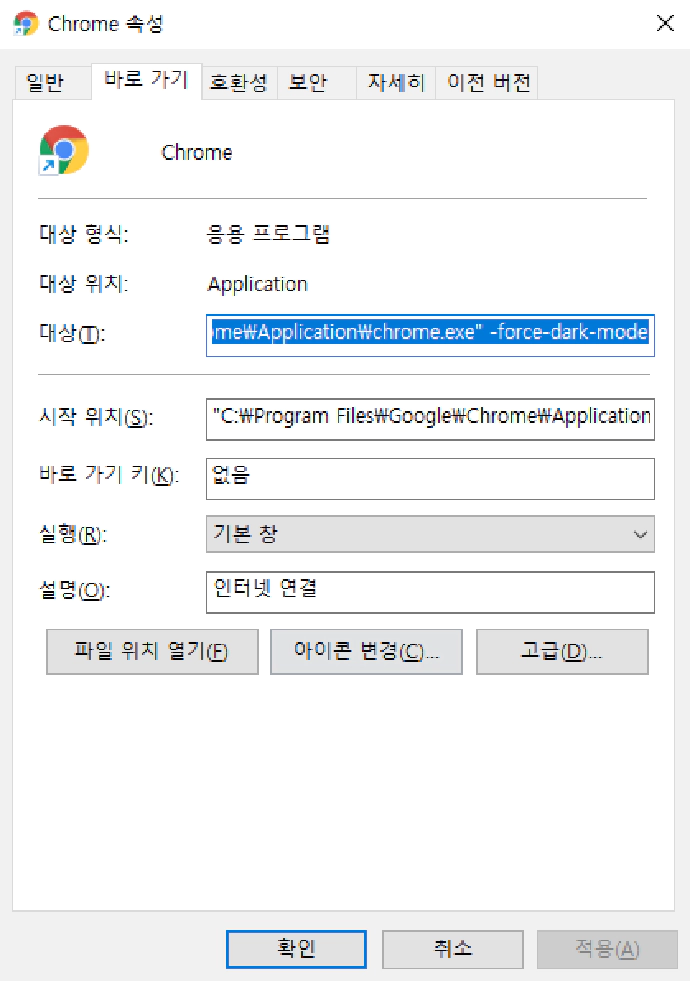 Chrome 속성
일반 바로 가기 호환성 보안 자세히 이전 버전
Chrome
대상 형식: 응용 프로그램
대상 위치: Application
대상(T): ome₩Application₩chrome.exe" -force-dark-mode
시작 위치(S): "C:₩Program Files₩Google₩Chrome₩Application
바로 가기 키(K): 없음
실행(R): 기본 창
설명(O): 인터넷 연결
파일 위치 열기(F) 아이콘 변경(C)... 고급(D)...
확인 취소 적용(A)